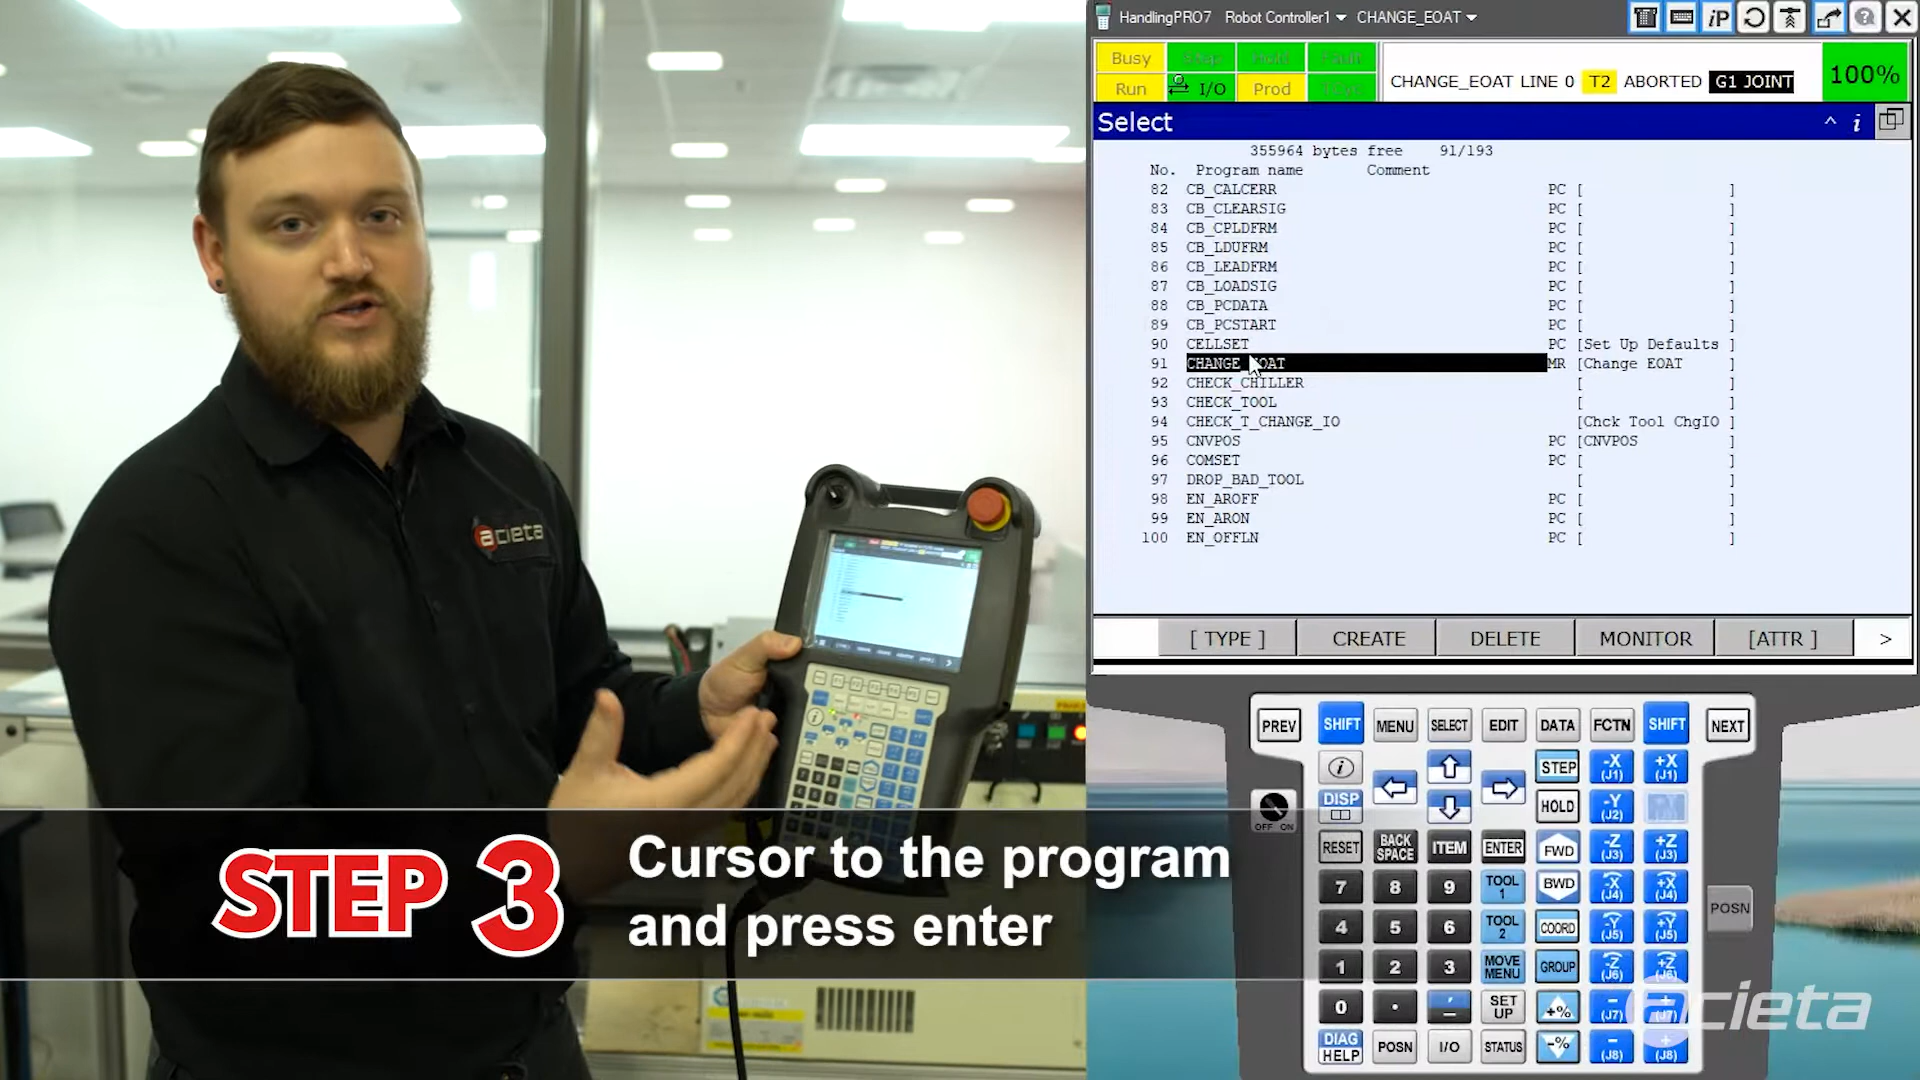 HandlingPRO7 Robot Controller1 CHANGE_EOAT
iP
Busy
Run I/O Prod
CHANGE_EOAT LINE 0 T2 ABORTED G1 JOINT
100%
Select
355964 bytes free 91/193
No. Program name Comment
82 CB_CALCERR PC [ ]
83 CB_CLEARSIG PC [ ]
84 CB_CPLDFRM PC [ ]
85 CB_LDUFRM PC [ ]
86 CB_LEADFRM PC [ ]
87 CB_LOADSIG PC [ ]
88 CB_PCDATA PC [ ]
89 CB_PCSTART PC [ ]
90 CELLSET PC [Set Up Defaults ]
91 CHANGE_EOAT MR [Change EOAT ]
92 CHECK_CHILLER [ ]
93 CHECK_TOOL [ ]
94 CHECK_T_CHANGE_IO [Chck Tool ChgIO ]
95 CNVPOS PC [CNVPOS ]
96 COMSET PC [ ]
97 DROP_BAD_TOOL [ ]
98 EN_AROFF PC [ ]
99 EN_ARON PC [ ]
100 EN_OFFLN PC [ ]
[ TYPE ] CREATE DELETE MONITOR [ATTR ] >
acieta
PREV SHIFT MENU SELECT EDIT DATA FCTN SHIFT NEXT
i STEP -X (J1) +X (J1)
DISP HOLD -Y (J2)
OFF ON
RESET BACK SPACE ITEM ENTER FWD -Z (J3) +Z (J3)
7 8 9 TOOL 1 BWD -X (J4) +X (J4)
POSN
4 5 6 TOOL 2 COORD -Y (J5) +Y (J5)
1 2 3 MOVE MENU GROUP -Z (J6) +Z (J6)
0 . , - SET UP +% - (J7) + (J7)
DIAG HELP POSN I/O STATUS -% - (J8) + (J8)
STEP 3
Cursor to the program
and press enter
acieta